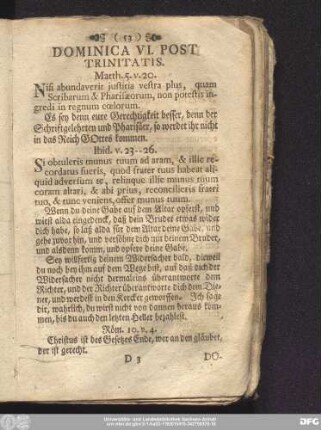 ( 53 )
DOMINICA VI. POST
TRINITATIS.
Matth. 5. v. 20.
Nisi abundaverit justitia vestra plus, quam
Scribarum & Pharisæorum, non potestis in-
gredi in regnum cœlorum.
Es sey denn eure Gerechtigkeit besser, denn der
Schrifftgelehrten und Pharisäer, so werdet ihr nicht
in das Reich GOttes kommen.
Ibid. v. 23--26.
Si obtuleris munus tuum ad aram, & illic re-
cordatus fueris, quod frater tuus habeat ali-
quid adversum te, relinque illic munus tuum
coram altari, & abi prius, reconcilieris fratri
tuo, & tunc veniens, offer munus tuum.
Wenn du deine Gabe auf dem Altar opferst, und
wirst alda eingedenck, daß dein Bruder etwas wider
dich habe, so laß alda für dem Altar deine Gabe, und
gehe zuvor hin, und versöhne dich mit deinem Bruder,
und alsdenn komm, und opfere deine Gabe.
Sey willfertig deinem Widersacher bald, dieweil
du noch bey ihm auf dem Wege bist, auf daß dich der
Widersacher nicht dermaleins überantworte dem
Richter, und der Richter überantworte dich dem Die-
ner, und werdest in den Kercker geworffen. Ich sage
dir, wahrlich, du wirst nicht von dannen heraus kom-
men, bis du auch den letzten Heller bezahlest.
Röm. 10. v. 4.
Christus ist des Gesetzes Ende, wer an den gläubet,
der ist gerecht.
D 3 DO-